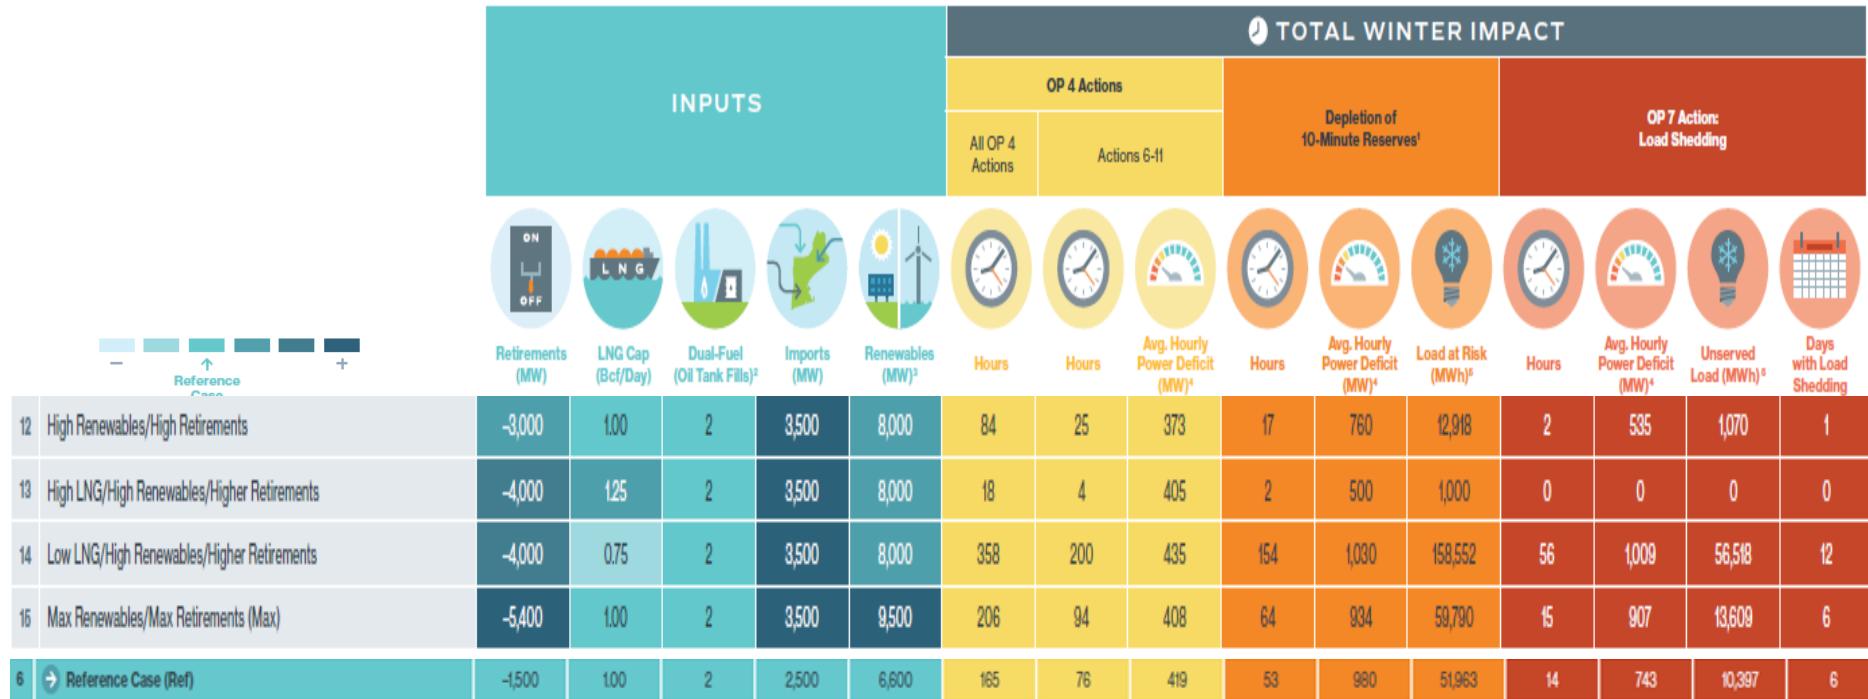 TOTAL WINTER IMPACT
INPUTS
OP 4 Actions
All OP 4
Actions
Actions 6-11
Depletion of
10-Minute Reserves¹
OP 7 Action:
Load Shedding
ON
OFF
LNG
− +
Reference
Case
Retirements
(MW)
LNG Cap
(Bcf/Day)
Dual-Fuel
(Oil Tank Fills)²
Imports
(MW)
Renewables
(MW)³
Hours
Hours
Avg. Hourly
Power Deficit
(MW)⁴
Hours
Avg. Hourly
Power Deficit
(MW)⁴
Load at Risk
(MWh)⁵
Hours
Avg. Hourly
Power Deficit
(MW)⁴
Unserved
Load (MWh)⁶
Days
with Load
Shedding
12 High Renewables/High Retirements -3,000 1.00 2 3,500 8,000 84 25 373 17 760 12,918 2 535 1,070 1
13 High LNG/High Renewables/Higher Retirements -4,000 1.25 2 3,500 8,000 18 4 405 2 500 1,000 0 0 0 0
14 Low LNG/High Renewables/Higher Retirements -4,000 0.75 2 3,500 8,000 358 200 435 154 1,030 158,552 56 1,009 56,518 12
15 Max Renewables/Max Retirements (Max) -5,400 1.00 2 3,500 9,500 206 94 408 64 934 59,790 15 907 13,609 6
6 Reference Case (Ref) -1,500 1.00 2 2,500 6,600 165 76 419 53 980 51,963 14 743 10,397 6